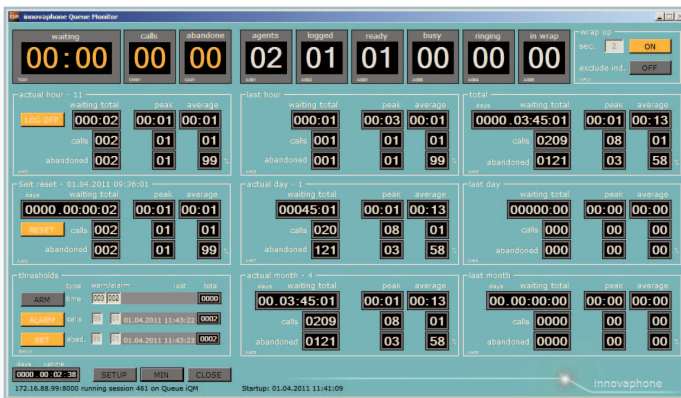 innovaphone Queue Monitor
waiting calls abandone agents logged ready busy ringing in wrap
00:00 00 00 02 01 01 00 00 00
wrap up
sec. 2 ON
exclude ind. OFF
actual hour - 11
waiting total peak average
LOG OFF 000:02 00:01 00:01
calls 002 01 01
abandoned 002 01 99 %
last hour
waiting total peak average
000:01 00:03 00:01
calls 001 01 01
abandoned 001 01 99 %
total
days waiting total peak average
0000.03:45:01 00:01 00:13
calls 0209 08 01
abandoned 0121 03 58 %
Seit reset - 01.04.2011 09:36:01
days waiting total peak average
0000.00:00:02 00:01 00:01
RESET calls 002 01 01
abandoned 002 01 99 %
actual day - 1
waiting total peak average
00045:01 00:01 00:13
calls 020 08 01
abandoned 121 03 58 %
last day
waiting total peak average
00000:00 00:00 00:00
calls 000 00 00
abandoned 000 00 00 %
thresholds
type warn/alarm last tota
ARM time 003 002 0000
ALARM calls 01.04.2011 11:43:22 0002
SET abed. 01.04.2011 11:43:23 0002
actual month - 4
days waiting total peak average
00.03:45:01 00:01 00:13
calls 0209 08 01
abandoned 0121 03 58 %
last month
days waiting total peak average
00.00:00:00 00:00 00:00
calls 0000 00 00
abandoned 0000 00 00 %
days uptime
0000.00:02:38 SETUP MIN CLOSE
172.16.88.99:8000 running session 461 on Queue iQM Startup: 01.04.2011 11:41:09
innovaphone